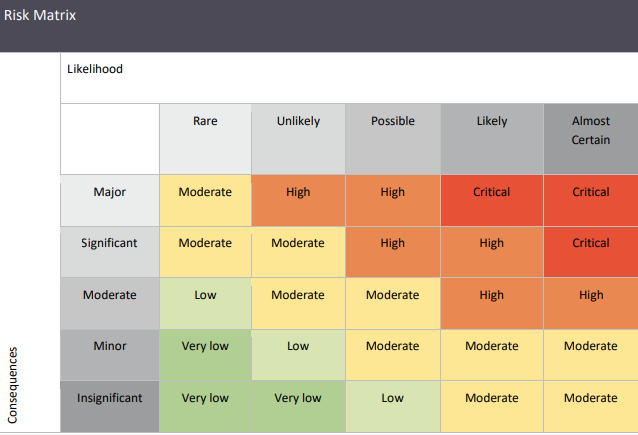 Risk Matrix
Likelihood
Rare Unlikely Possible Likely Almost
Certain
Major Moderate High High Critical Critical
Significant Moderate Moderate High High Critical
Moderate Low Moderate Moderate High High
Minor Very low Low Moderate Moderate Moderate
Insignificant Very low Very low Low Moderate Moderate
Consequences